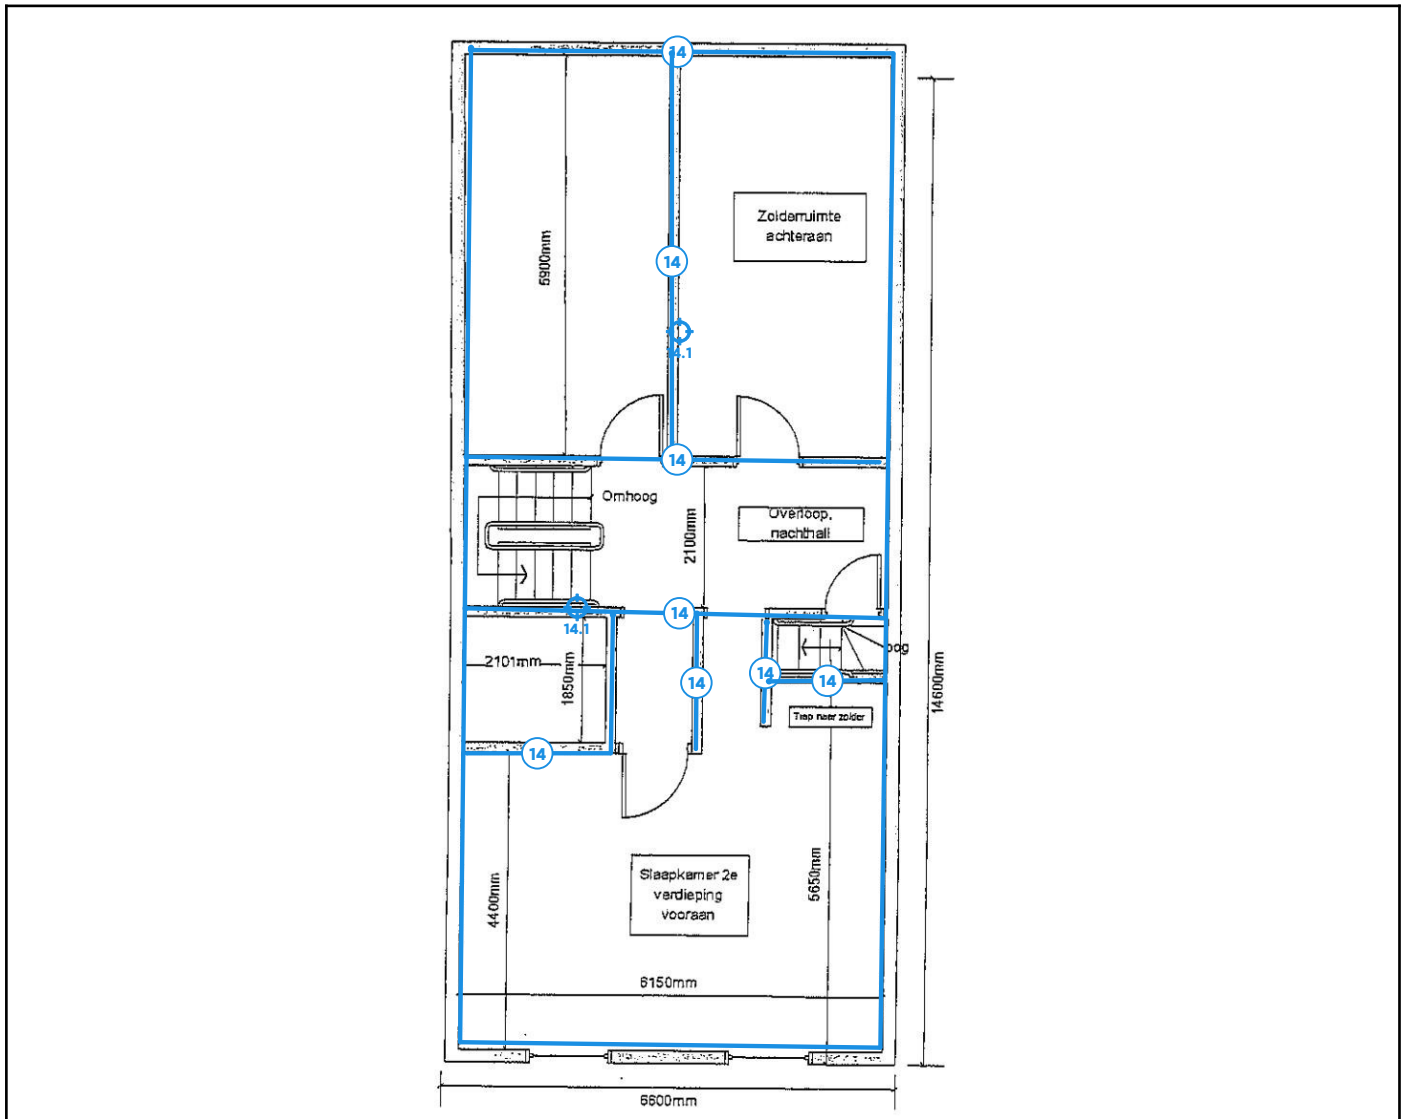 14
Zolderruimte
achteraan
5900mm
14
14.1
14
Omhoog
Overloop,
nachthall
2100mm
14
14.1
2101mm
1850mm
14
14
14
Trap naar zolder
14
14600mm
Slaapkamer 2e
verdieping
vooraan
4400mm
5650mm
6150mm
6600mm